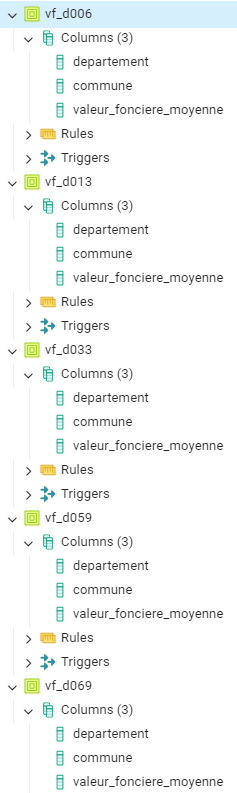 vf_d006
Columns (3)
departement
commune
valeur_fonciere_moyenne
Rules
Triggers
vf_d013
Columns (3)
departement
commune
valeur_fonciere_moyenne
Rules
Triggers
vf_d033
Columns (3)
departement
commune
valeur_fonciere_moyenne
Rules
Triggers
vf_d059
Columns (3)
departement
commune
valeur_fonciere_moyenne
Rules
Triggers
vf_d069
Columns (3)
departement
commune
valeur_fonciere_moyenne